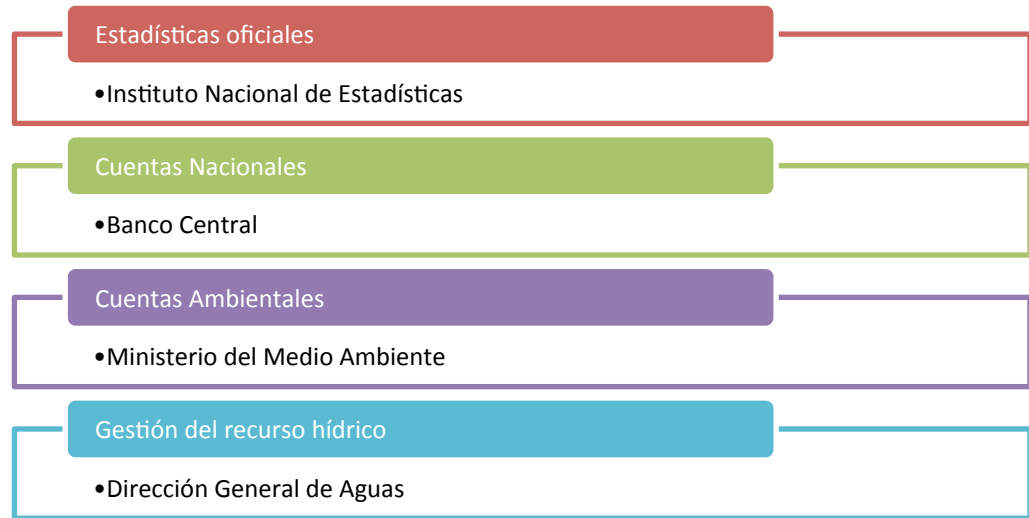 Estadísticas oficiales
•Instituto Nacional de Estadísticas
Cuentas Nacionales
•Banco Central
Cuentas Ambientales
•Ministerio del Medio Ambiente
Gestión del recurso hídrico
•Dirección General de Aguas